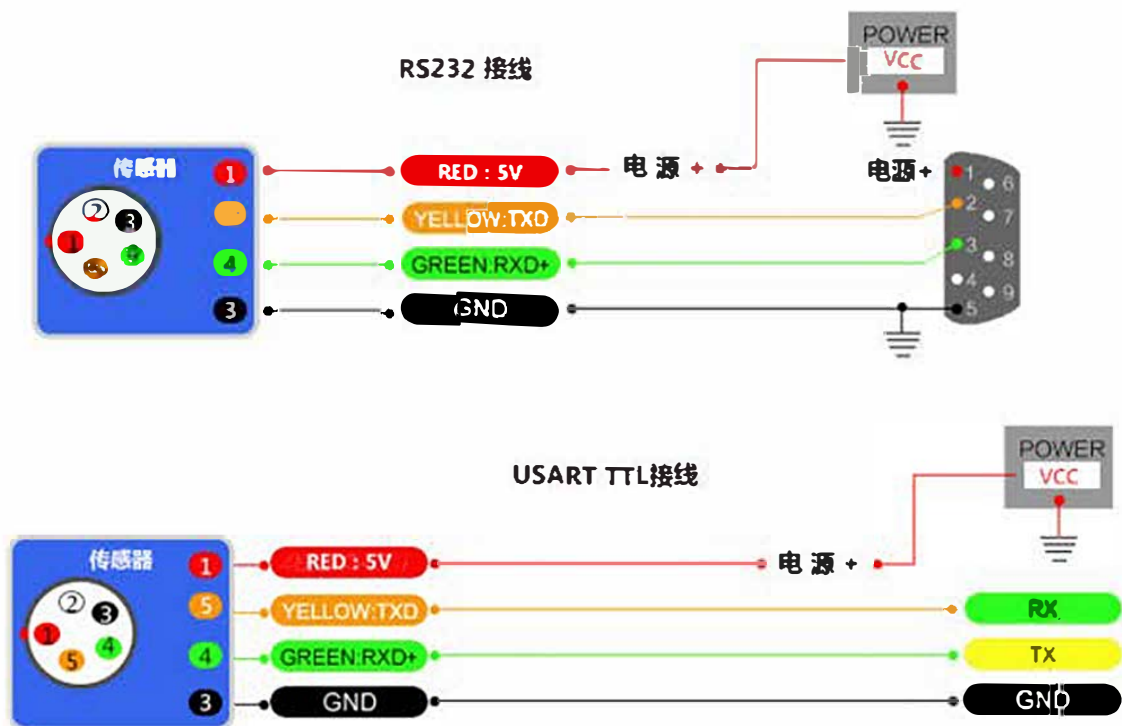 RS232 接线
POWER
VCC
传感器
1
RED : 5V
电 源 +
电源+
1
6
YELLOW:TXD
2
7
4
GREEN:RXD+
3
8
4
9
3
GND
5
2
3
1
USART TTL接线
POWER
VCC
传感器
1
RED : 5V
电 源 +
5
YELLOW:TXD
RX
4
GREEN:RXD+
TX
3
GND
GND
2
3
1
4
5